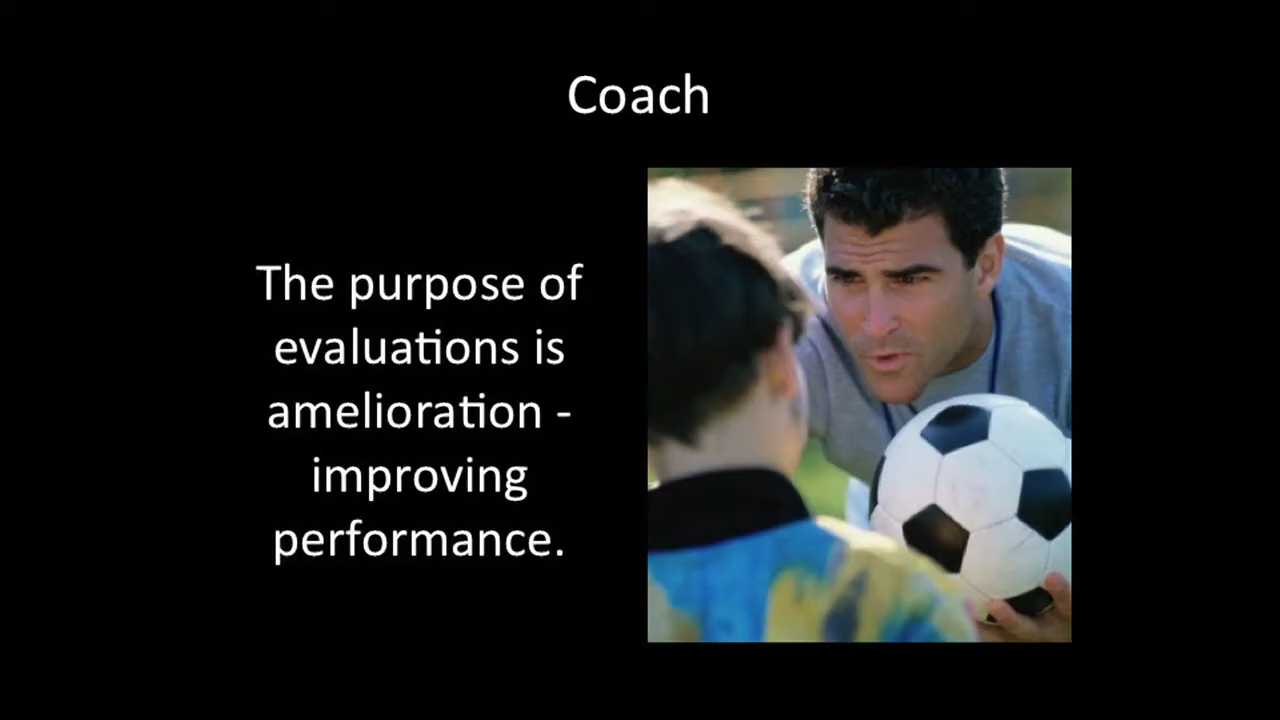 Coach
The purpose of
evaluations is
amelioration -
improving
performance.